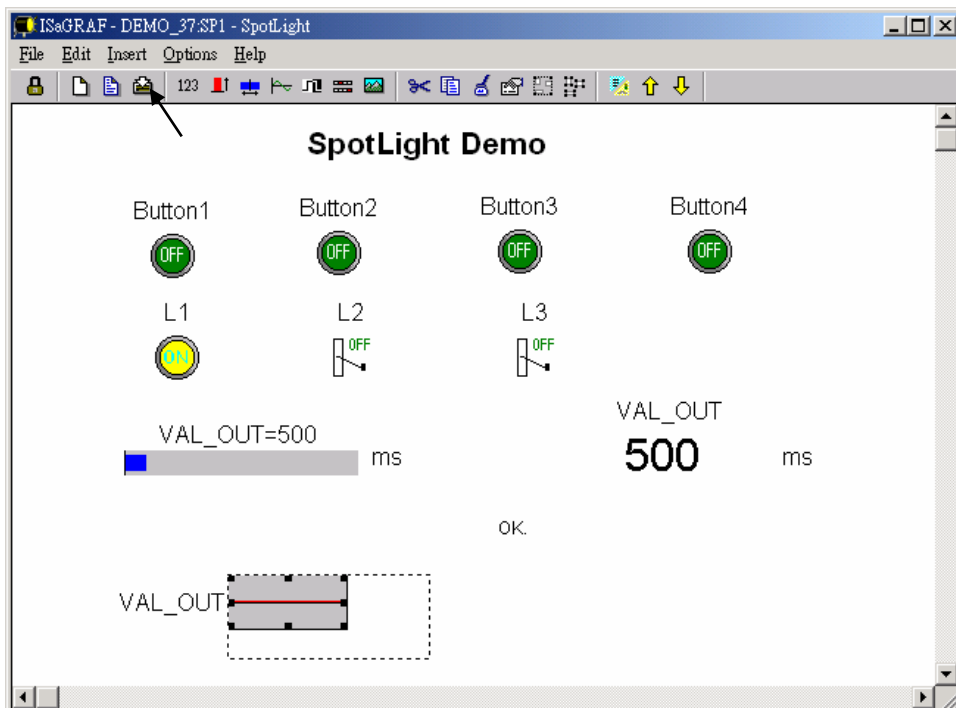 ISaGRAF - DEMO_37:SP1 - SpotLight
File Edit Insert Options Help
123
SpotLight Demo
Button1 Button2 Button3 Button4
OFF OFF OFF OFF
L1 L2 L3
ON OFF OFF
VAL_OUT
VAL_OUT=500
500 ms
ms
OK.
VAL_OUT